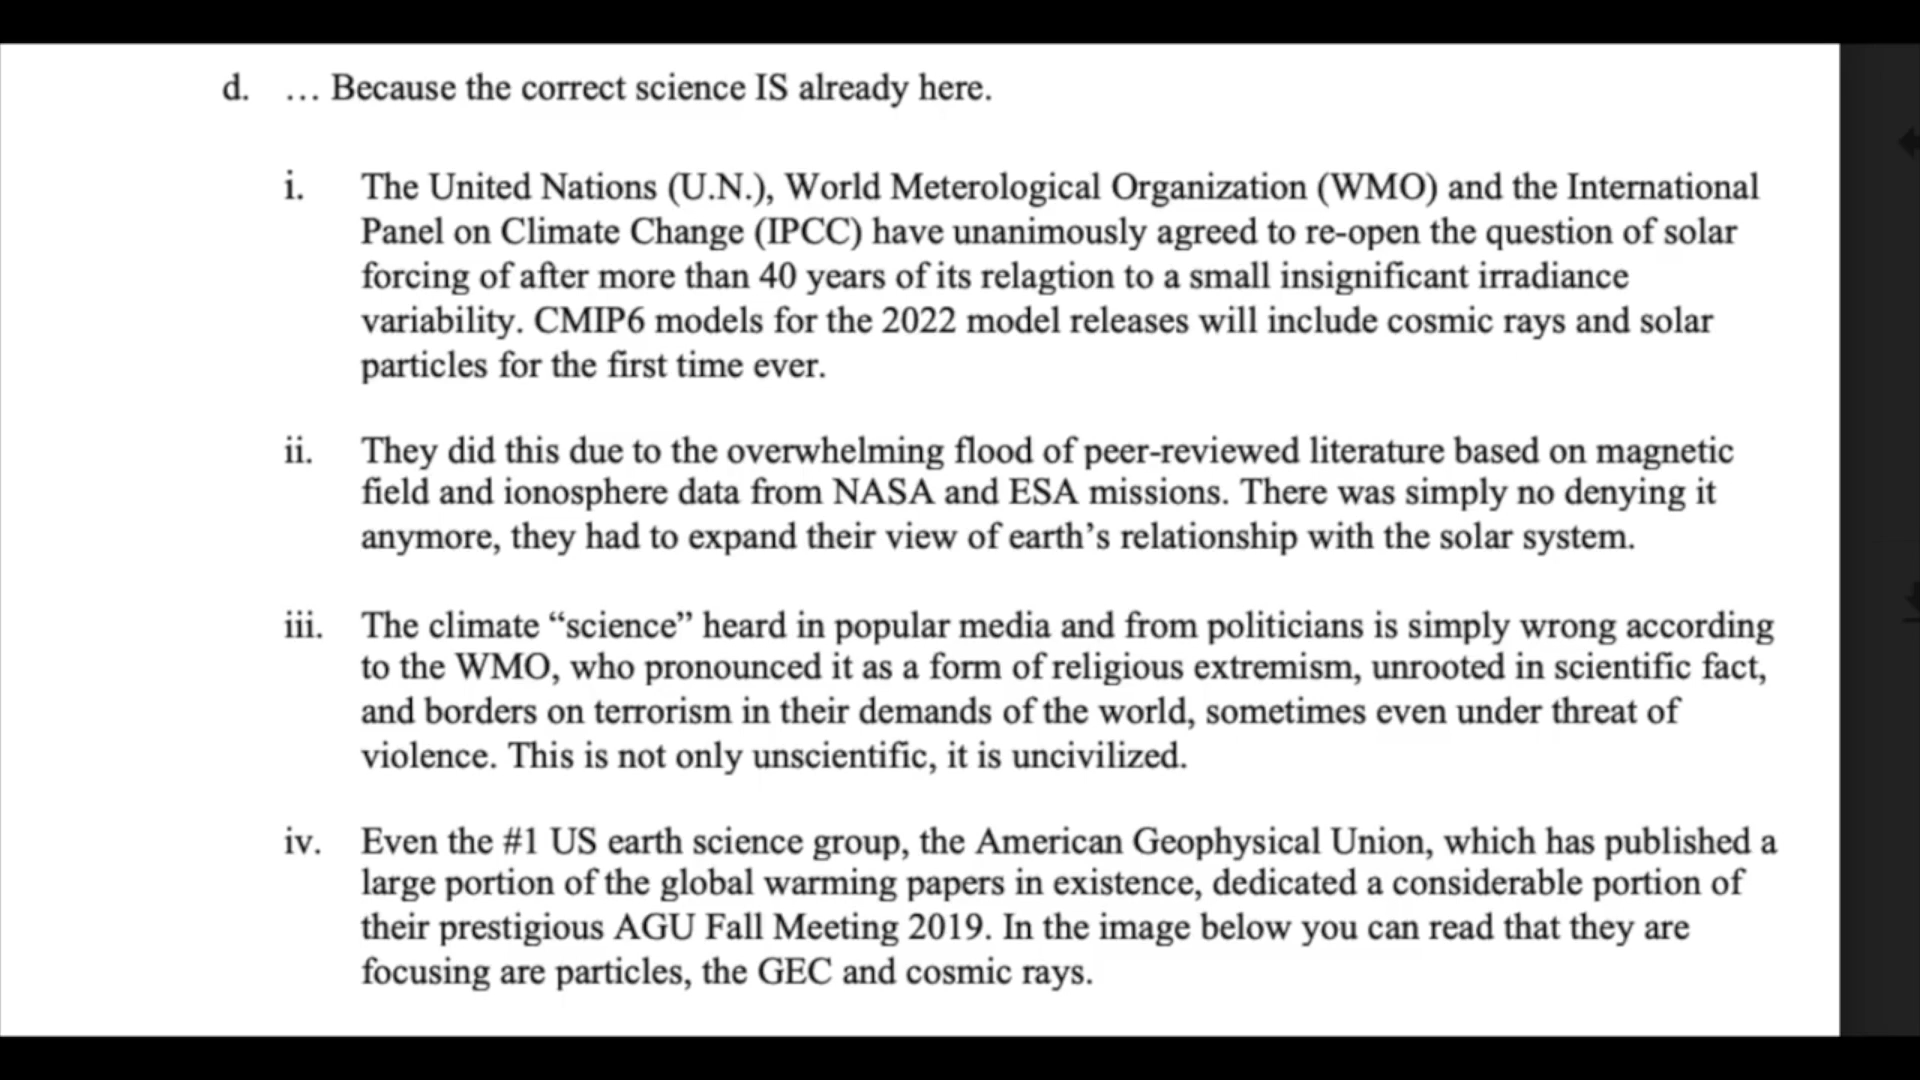 d. … Because the correct science IS already here.
i. The United Nations (U.N.), World Meterological Organization (WMO) and the International
Panel on Climate Change (IPCC) have unanimously agreed to re-open the question of solar
forcing of after more than 40 years of its relagtion to a small insignificant irradiance
variability. CMIP6 models for the 2022 model releases will include cosmic rays and solar
particles for the first time ever.
ii. They did this due to the overwhelming flood of peer-reviewed literature based on magnetic
field and ionosphere data from NASA and ESA missions. There was simply no denying it
anymore, they had to expand their view of earth’s relationship with the solar system.
iii. The climate “science” heard in popular media and from politicians is simply wrong according
to the WMO, who pronounced it as a form of religious extremism, unrooted in scientific fact,
and borders on terrorism in their demands of the world, sometimes even under threat of
violence. This is not only unscientific, it is uncivilized.
iv. Even the #1 US earth science group, the American Geophysical Union, which has published a
large portion of the global warming papers in existence, dedicated a considerable portion of
their prestigious AGU Fall Meeting 2019. In the image below you can read that they are
focusing are particles, the GEC and cosmic rays.